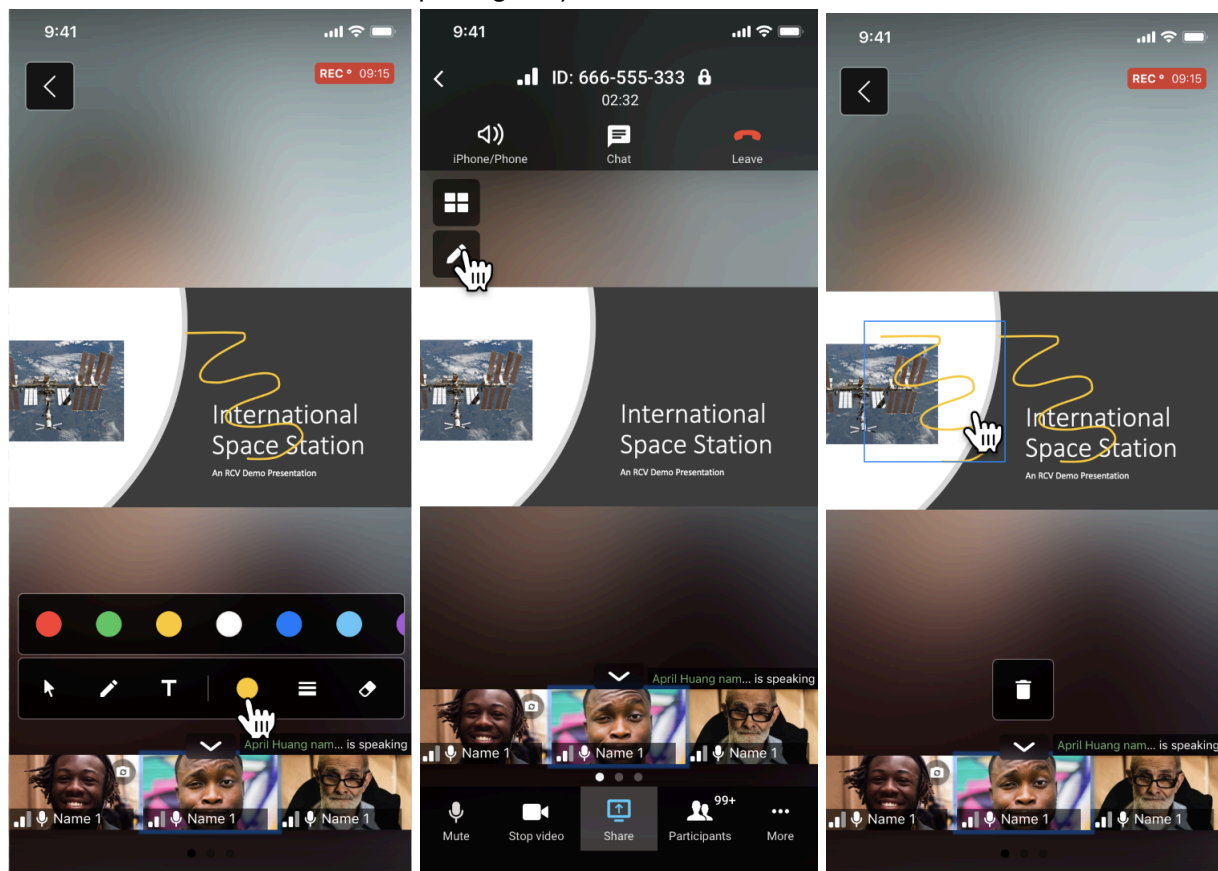 9:41
REC 09:15
International
Space Station
An RCV Demo Presentation
T
April Huang nam... is speaking
Name 1
Name 1
Name 1
9:41
ID: 666-555-333
02:32
iPhone/Phone
Chat
Leave
International
Space Station
An RCV Demo Presentation
April Huang nam... is speaking
Name 1
Name 1
Name 1
99+
Mute
Stop video
Share
Participants
More
9:41
REC 09:15
International
Space Station
An RCV Demo Presentation
April Huang nam... is speaking
Name 1
Name 1
Name 1